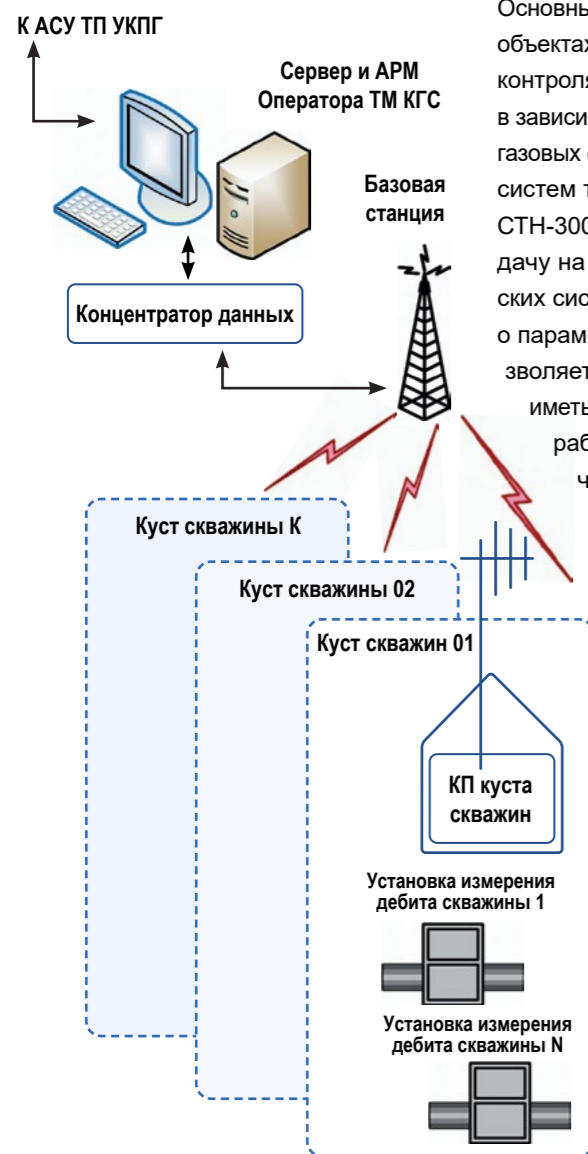 К АСУ ТП УКПГ
Сервер и АРМ
Оператора ТМ КГС
Базовая
станция
Концентратор данных
Куст скважины К
Куст скважины 02
Куст скважин 01
КП куста
скважин
Установка измерения
дебита скважины 1
Установка измерения
дебита скважины N
Основны
объектах
контроля
в зависи
газовых
систем т
СТН-300
дачу на
ских сис
о парам
зволяет
иметь
раб
ч